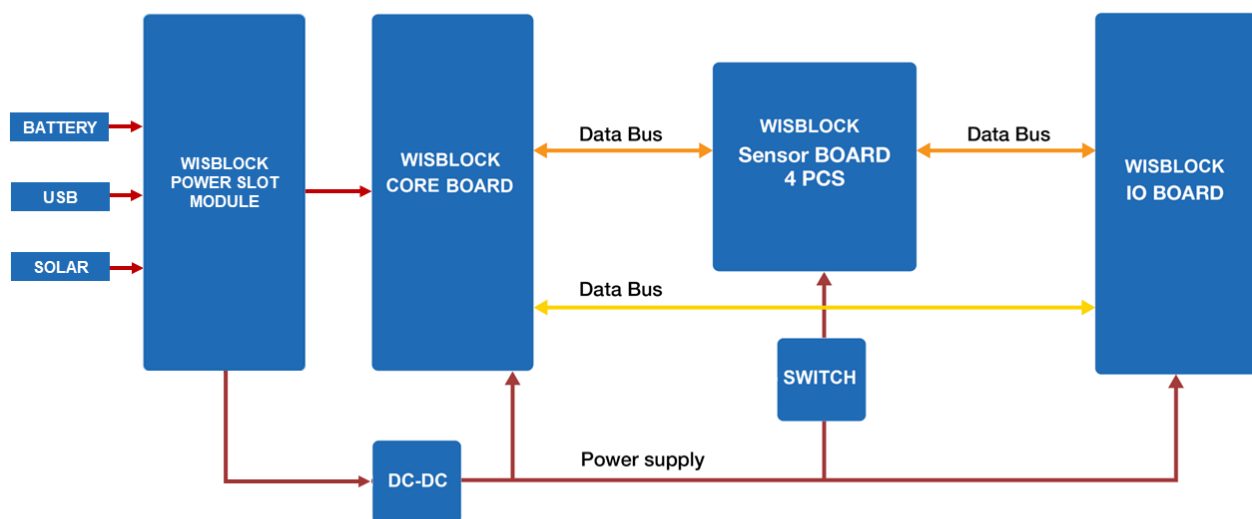 BATTERY
USB
SOLAR
WISBLOCK
POWER SLOT
MODULE
WISBLOCK
CORE BOARD
Data Bus
WISBLOCK
Sensor BOARD
4 PCS
Data Bus
WISBLOCK
IO BOARD
Data Bus
SWITCH
DC-DC
Power supply